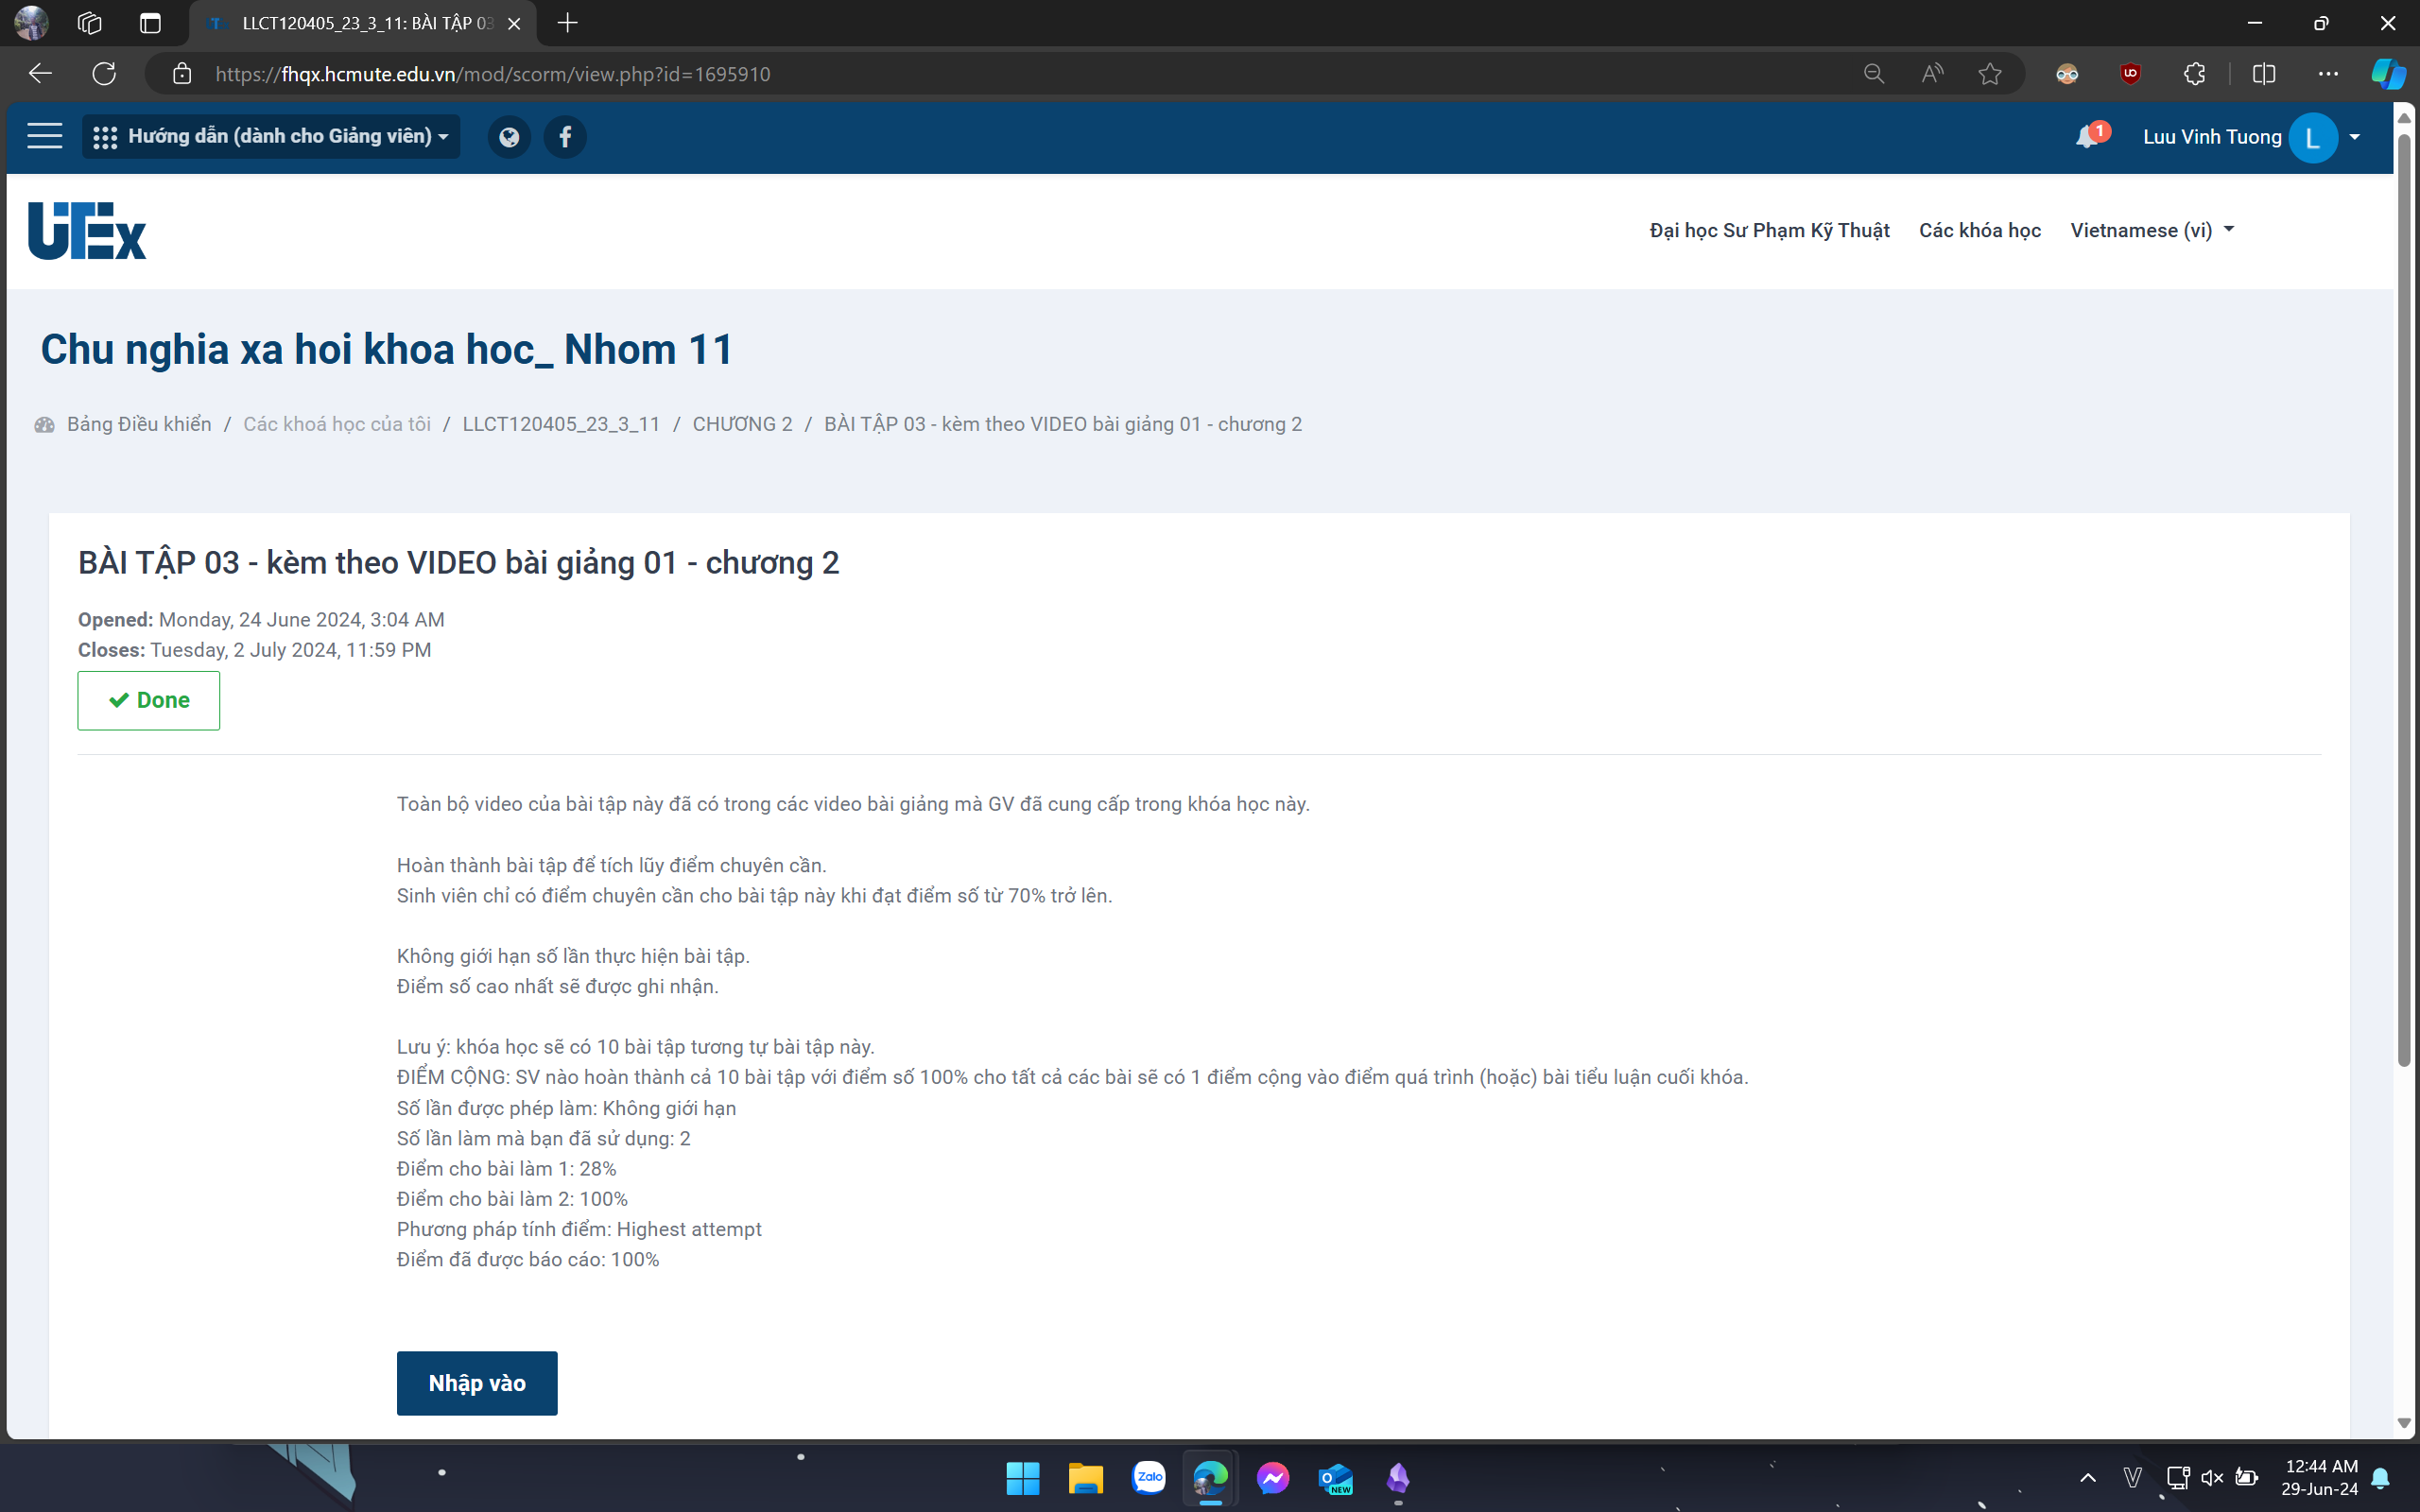 LLCT120405_23_3_11: BÀI TẬP 03
https://fhqx.hcmute.edu.vn/mod/scorm/view.php?id=1695910
Hướng dẫn (dành cho Giảng viên)
1
Luu Vinh Tuong
L
UTEx
Đại học Sư Phạm Kỹ Thuật
Các khóa học
Vietnamese (vi)
Chu nghia xa hoi khoa hoc_ Nhom 11
Bảng Điều khiển / Các khoá học của tôi / LLCT120405_23_3_11 / CHƯƠNG 2 / BÀI TẬP 03 - kèm theo VIDEO bài giảng 01 - chương 2
BÀI TẬP 03 - kèm theo VIDEO bài giảng 01 - chương 2
Opened: Monday, 24 June 2024, 3:04 AM
Closes: Tuesday, 2 July 2024, 11:59 PM
Done
Toàn bộ video của bài tập này đã có trong các video bài giảng mà GV đã cung cấp trong khóa học này.
Hoàn thành bài tập để tích lũy điểm chuyên cần.
Sinh viên chỉ có điểm chuyên cần cho bài tập này khi đạt điểm số từ 70% trở lên.
Không giới hạn số lần thực hiện bài tập.
Điểm số cao nhất sẽ được ghi nhận.
Lưu ý: khóa học sẽ có 10 bài tập tương tự bài tập này.
ĐIỂM CỘNG: SV nào hoàn thành cả 10 bài tập với điểm số 100% cho tất cả các bài sẽ có 1 điểm cộng vào điểm quá trình (hoặc) bài tiểu luận cuối khóa.
Số lần được phép làm: Không giới hạn
Số lần làm mà bạn đã sử dụng: 2
Điểm cho bài làm 1: 28%
Điểm cho bài làm 2: 100%
Phương pháp tính điểm: Highest attempt
Điểm đã được báo cáo: 100%
Nhập vào
Zalo
NEW
V
12:44 AM
29-Jun-24